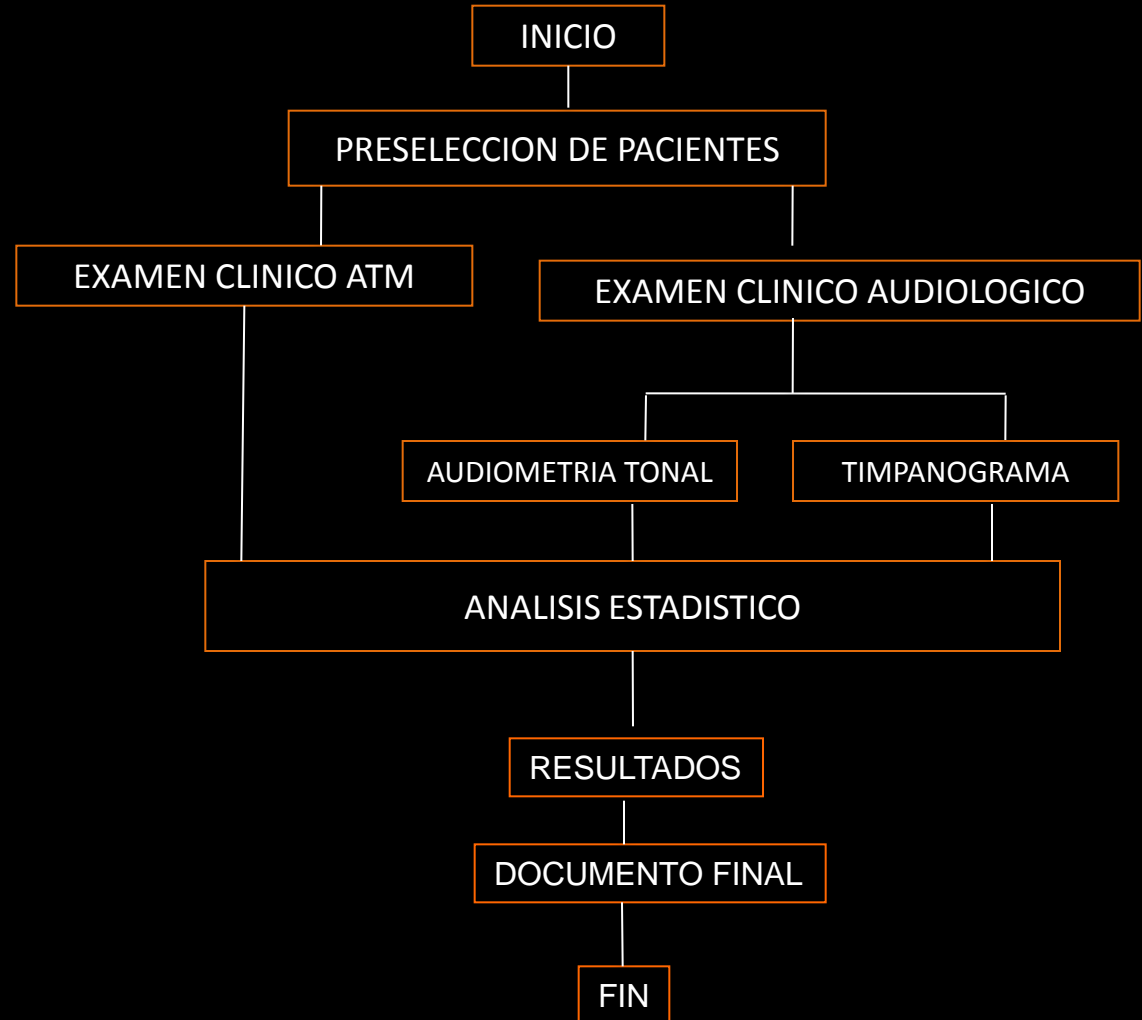 INICIO
PRESELECCION DE PACIENTES
EXAMEN CLINICO ATM
EXAMEN CLINICO AUDIOLOGICO
AUDIOMETRIA TONAL
TIMPANOGRAMA
ANALISIS ESTADISTICO
RESULTADOS
DOCUMENTO FINAL
FIN